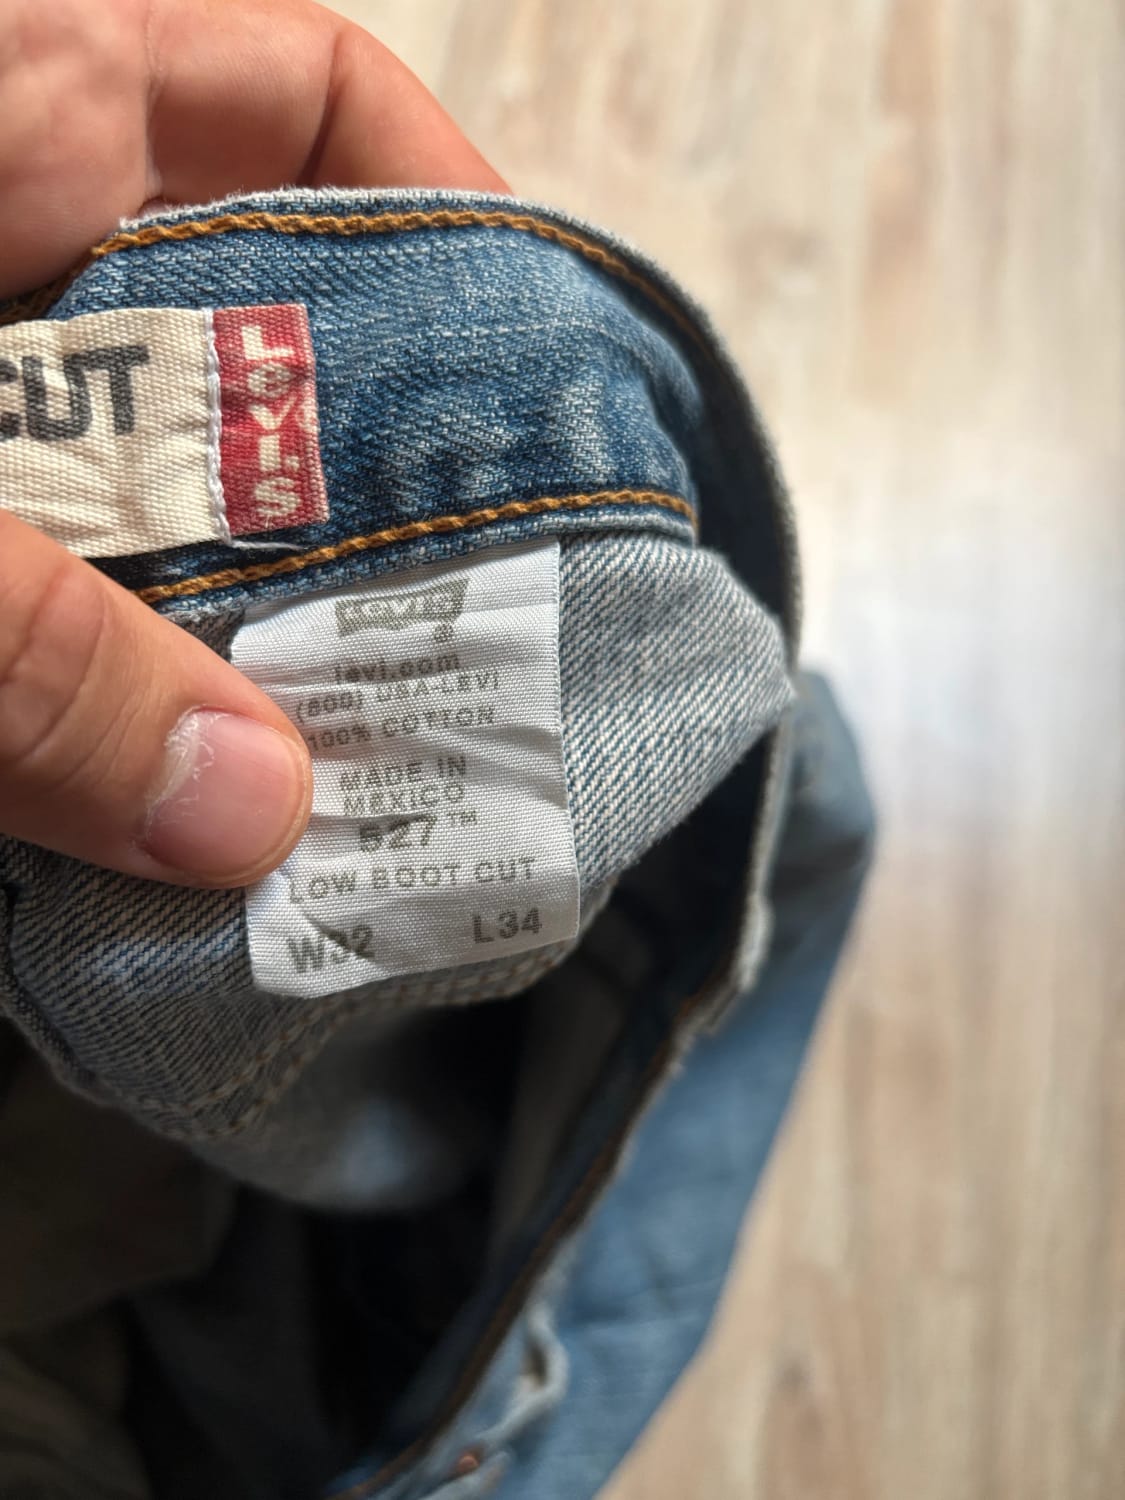 CUT
LEVI'S
LEVI'S
®
levi.com
(800) USA-LEVI
100% COTTON
MADE IN
MEXICO
527™
LOW BOOT CUT
W32 L34